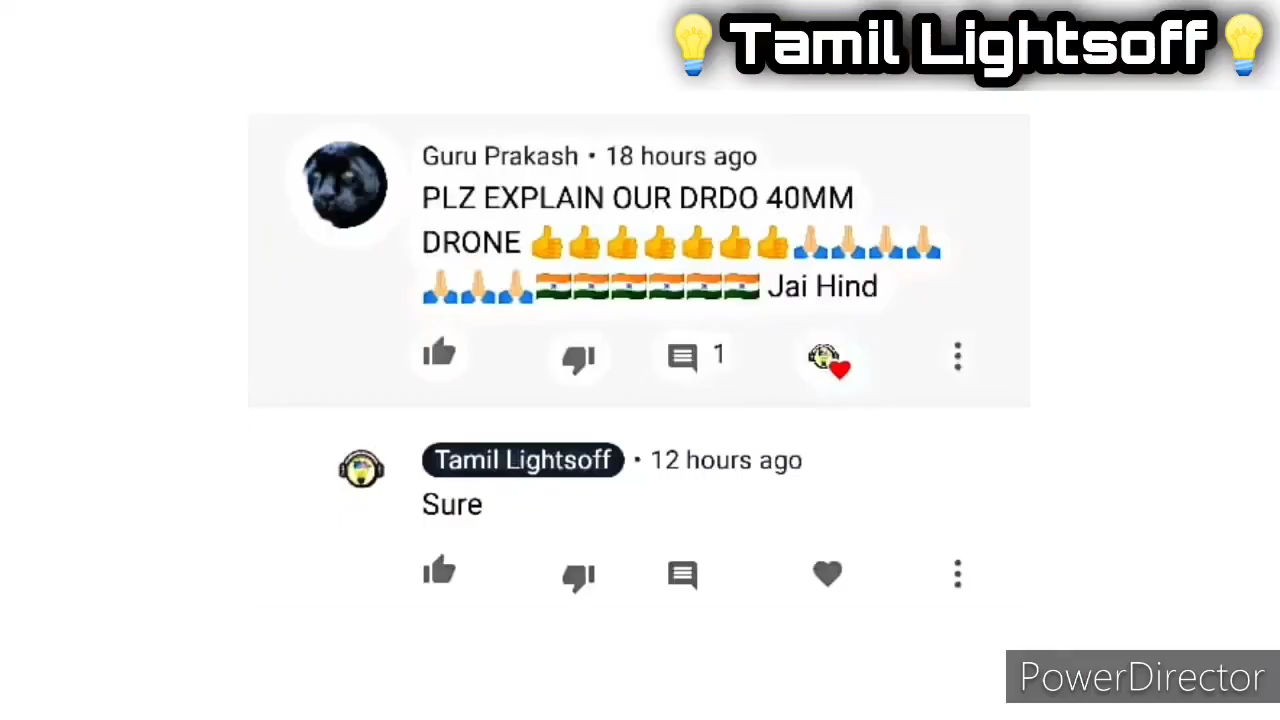 💡Tamil Lightsoff💡
Guru Prakash • 18 hours ago
PLZ EXPLAIN OUR DRDO 40MM
DRONE 👍👍👍👍👍👍👍🙏🏻🙏🏻🙏🏻🙏🏻
🙏🏻🙏🏻🙏🏻🇮🇳🇮🇳🇮🇳🇮🇳🇮🇳🇮🇳 Jai Hind
1
Tamil Lightsoff • 12 hours ago
Sure
PowerDirector